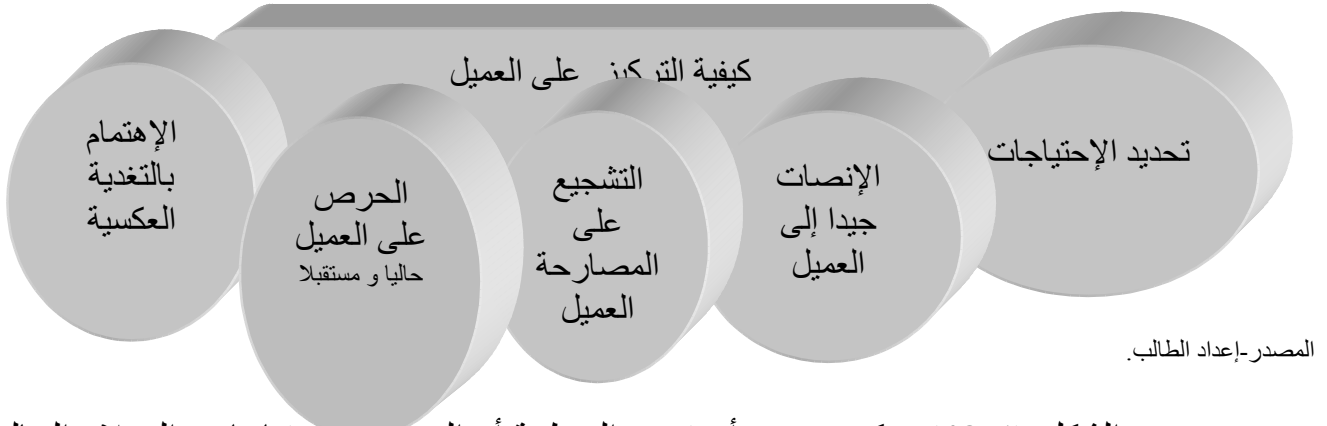 كيفية التركيز على العميل
تحديد الإحتياجات
الإنصات
جيدا إلى
العميل
التشجيع
على
المصارحة
العميل
الحرص
على العميل
حاليا و مستقبلا
الإهتمام
بالتغدية
العكسية
المصدر-إعداد الطالب.